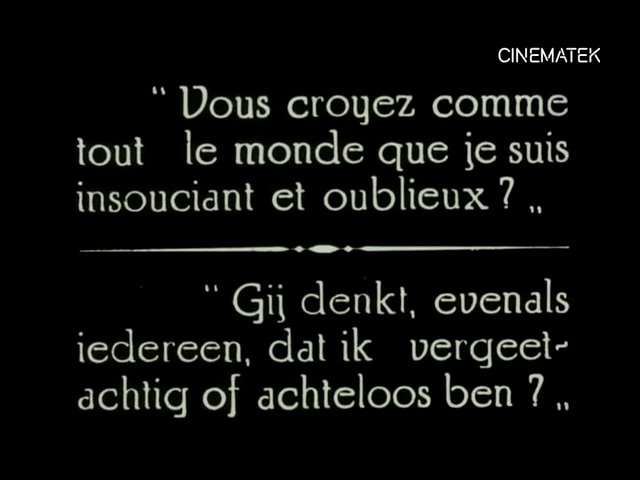 CINEMATEK
" Vous croyez comme
tout le monde que je suis
insouciant et oublieux ? „
" Gij denkt, evenals
iedereen, dat ik vergeet-
achtig of achteloos ben ? „